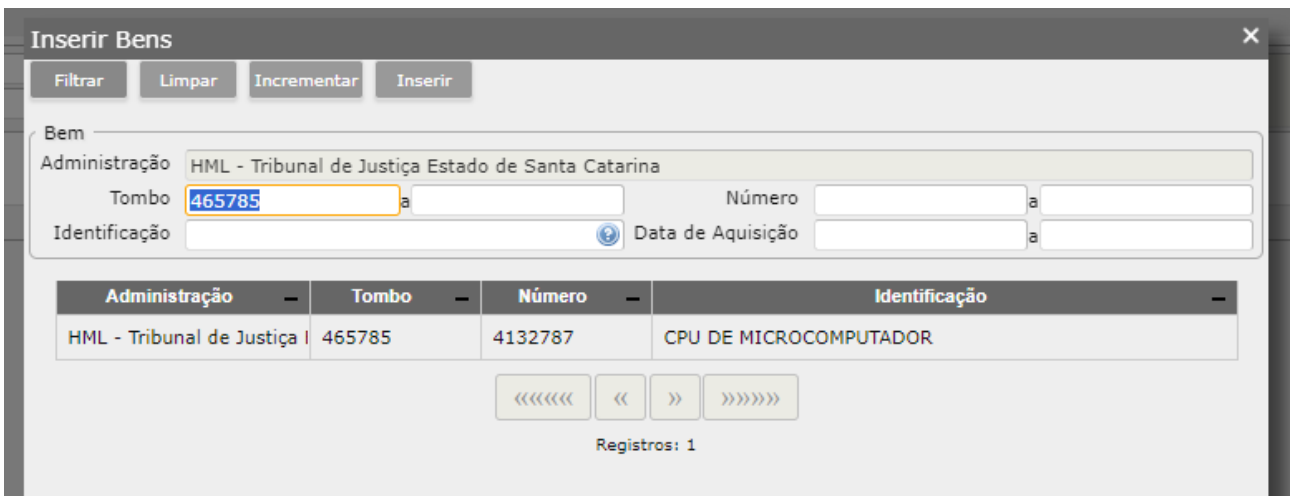 Inserir Bens ×
Filtrar Limpar Incrementar Inserir
Bem
Administração HML - Tribunal de Justiça Estado de Santa Catarina
Tombo 465785 a Número a
Identificação Data de Aquisição a
Administração Tombo Número Identificação
HML - Tribunal de Justiça I 465785 4132787 CPU DE MICROCOMPUTADOR
««« « » »»»
Registros: 1